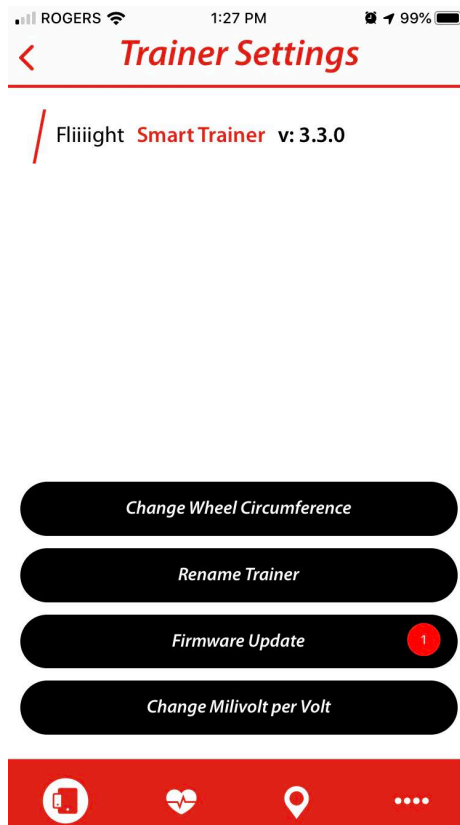 ROGERS 1:27 PM 99%
Trainer Settings
Fliiiight Smart Trainer v: 3.3.0
Change Wheel Circumference
Rename Trainer
Firmware Update 1
Change Milivolt per Volt